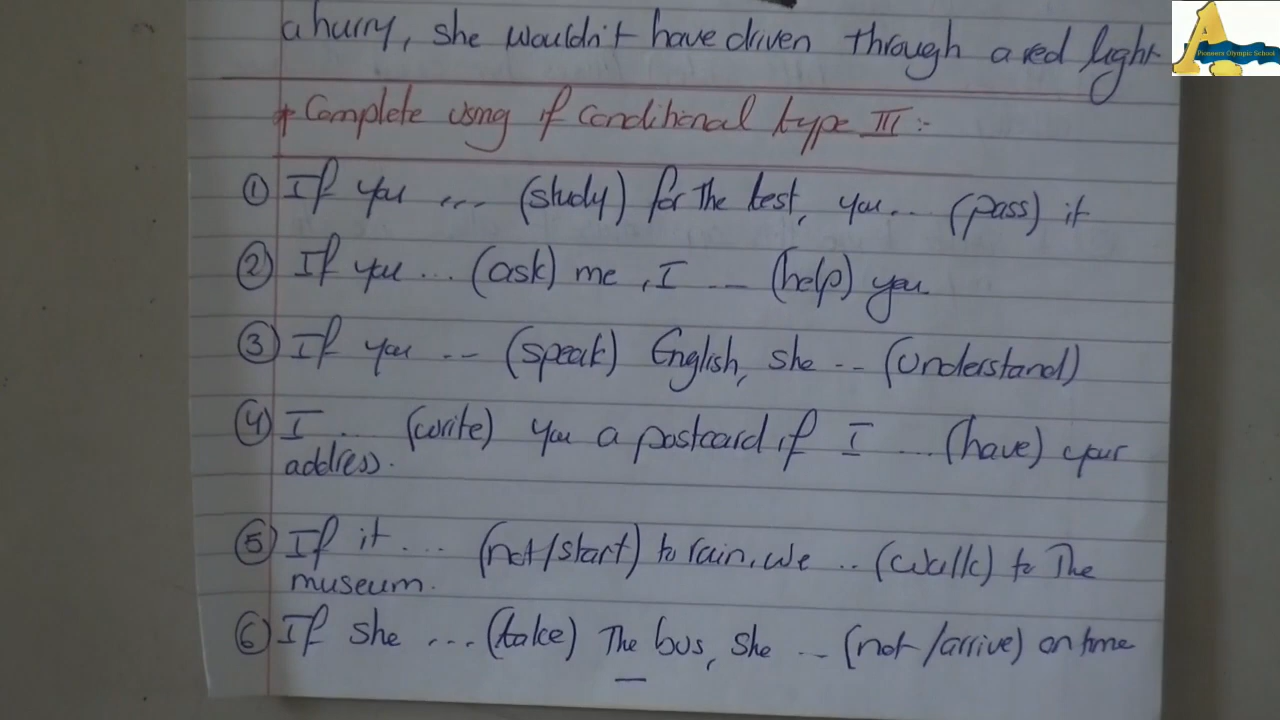 a hurry, she wouldn't have driven through a red light
* Complete using if conditional type III :-
① If you ... (study) for The test, you... (pass) it
② If you ... (ask) me, I ... (help) you
③ If you ... (speak) English, she ... (understand)
④ I ... (write) you a postcard if I ... (have) your
address.
⑤ If it ... (not/start) to rain, we .. (walk) to The
museum.
⑥ If she ... (take) The bus, she ... (not/arrive) on time
Pioneers Olympic School